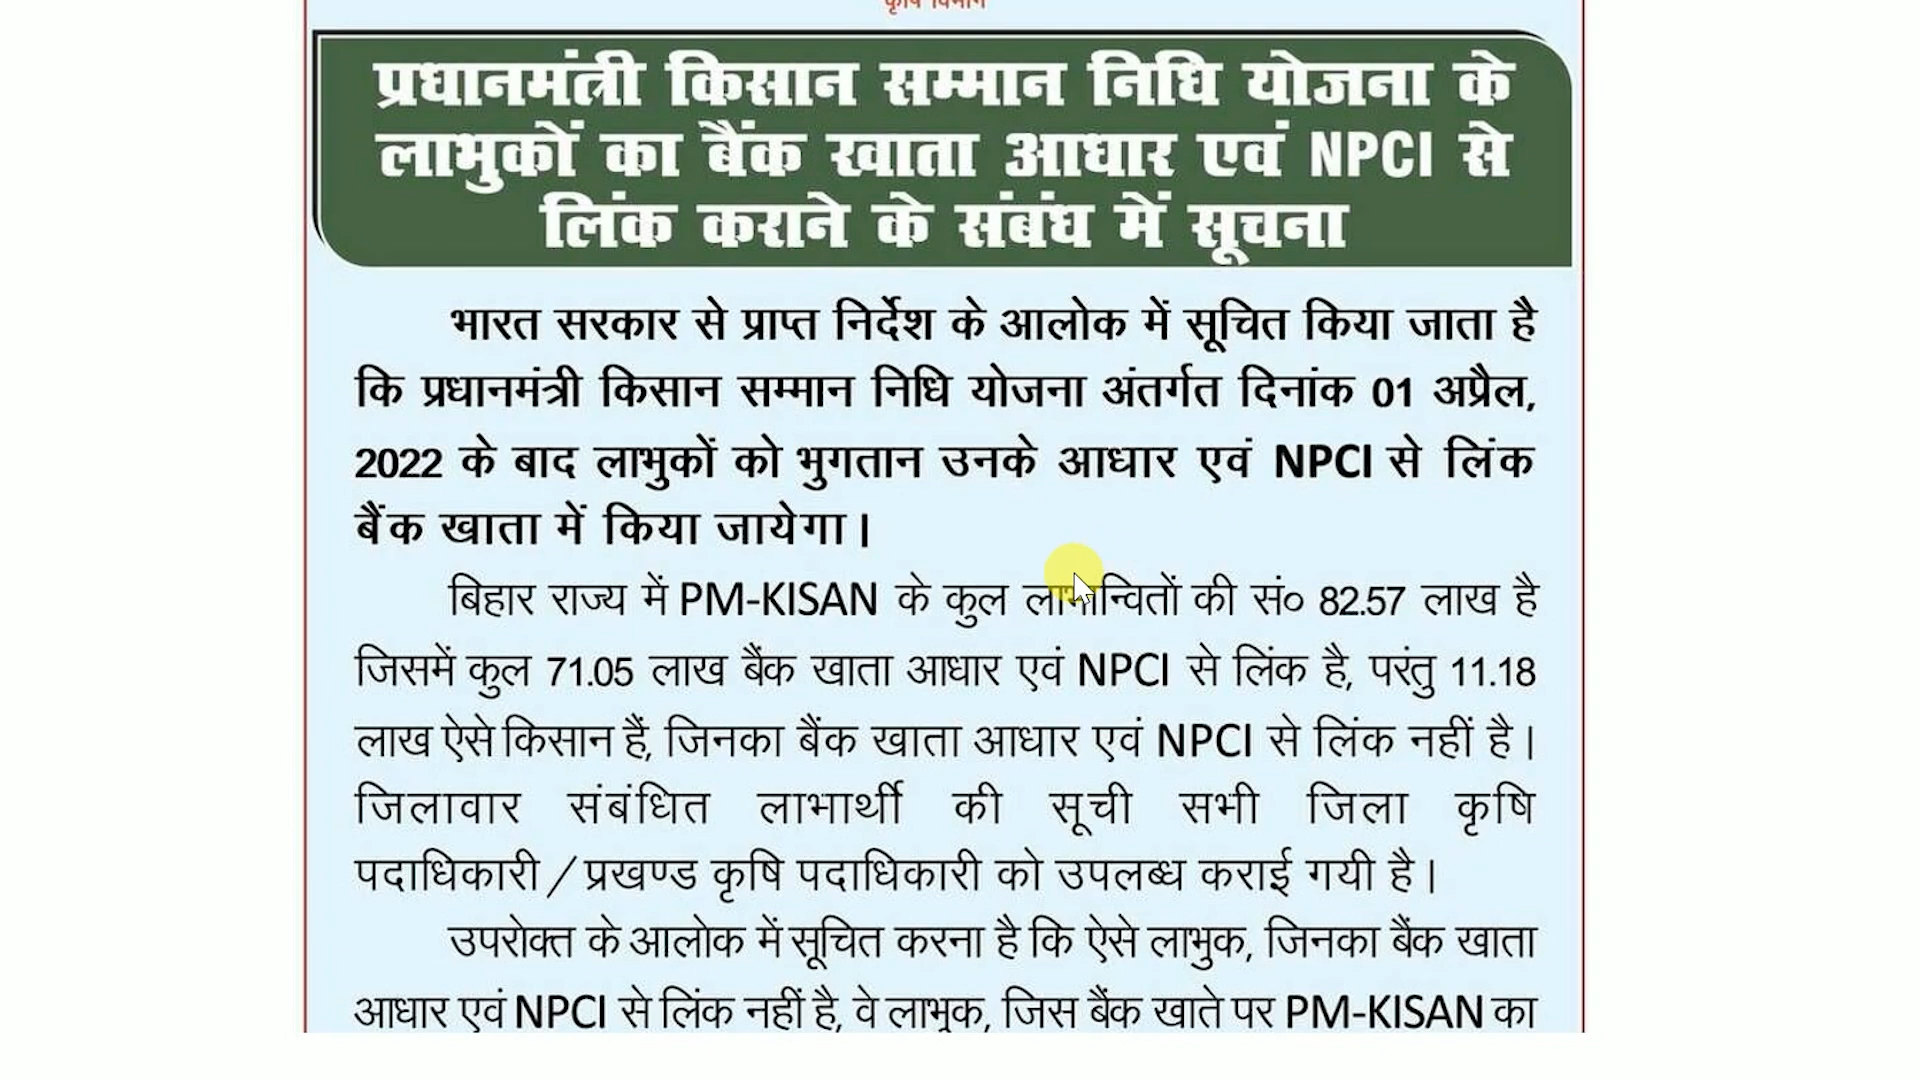 कृषि विभाग
प्रधानमंत्री किसान सम्मान निधि योजना के
लाभुकों का बैंक खाता आधार एवं NPCI से
लिंक कराने के संबंध में सूचना
भारत सरकार से प्राप्त निर्देश के आलोक में सूचित किया जाता है
कि प्रधानमंत्री किसान सम्मान निधि योजना अंतर्गत दिनांक 01 अप्रैल,
2022 के बाद लाभुकों को भुगतान उनके आधार एवं NPCI से लिंक
बैंक खाता में किया जायेगा।
बिहार राज्य में PM-KISAN के कुल लाभान्वितों की सं० 82.57 लाख है
जिसमें कुल 71.05 लाख बैंक खाता आधार एवं NPCI से लिंक है, परंतु 11.18
लाख ऐसे किसान हैं, जिनका बैंक खाता आधार एवं NPCI से लिंक नहीं है।
जिलावार संबंधित लाभार्थी की सूची सभी जिला कृषि
पदाधिकारी/प्रखण्ड कृषि पदाधिकारी को उपलब्ध कराई गयी है।
उपरोक्त के आलोक में सूचित करना है कि ऐसे लाभुक, जिनका बैंक खाता
आधार एवं NPCI से लिंक नहीं है, वे लाभुक, जिस बैंक खाते पर PM-KISAN का